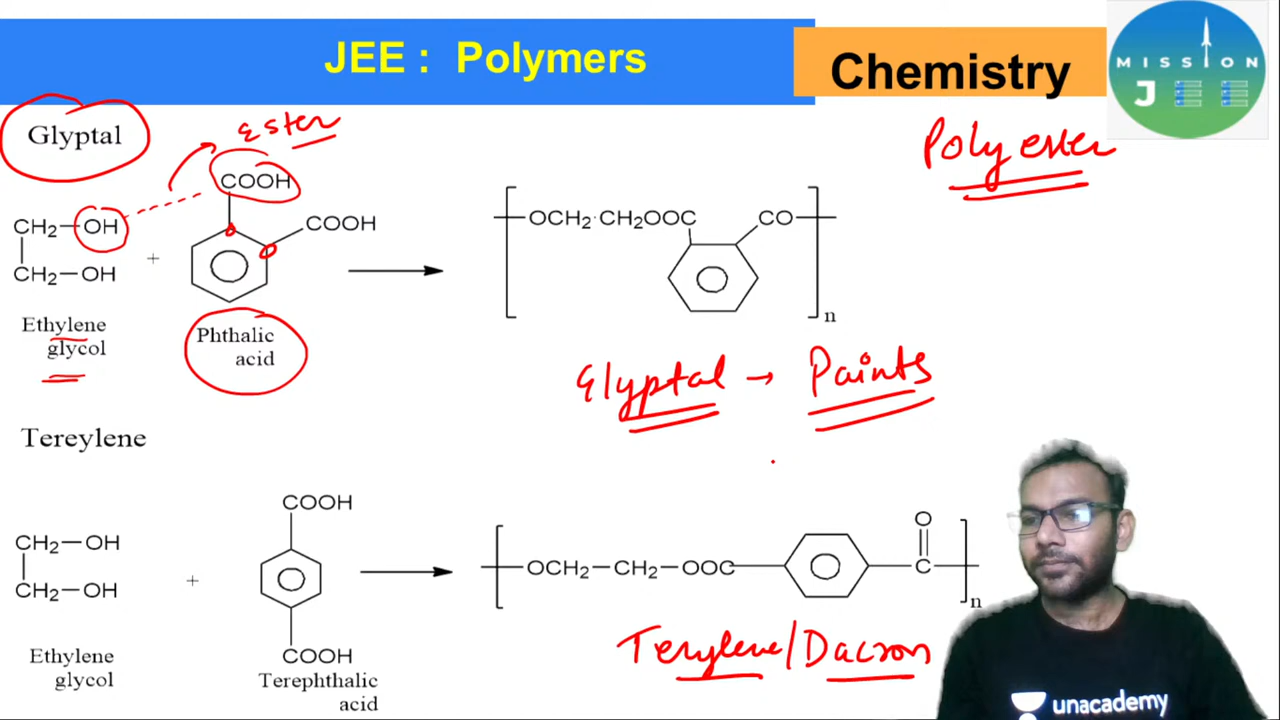 JEE : Polymers
Chemistry
MISSION
JEE
Glyptal
Ester
Polyester
COOH
CH2—OH
COOH
+
CH2—OH
OCH2·CH2OOC
CO
n
Ethylene
glycol
Phthalic
acid
Glyptal → Paints
Tereylene
COOH
CH2—OH
+
CH2—OH
COOH
O
OCH2—CH2—OOC
C
n
Ethylene
glycol
Terephthalic
acid
Terylene/Dacron
unacademy